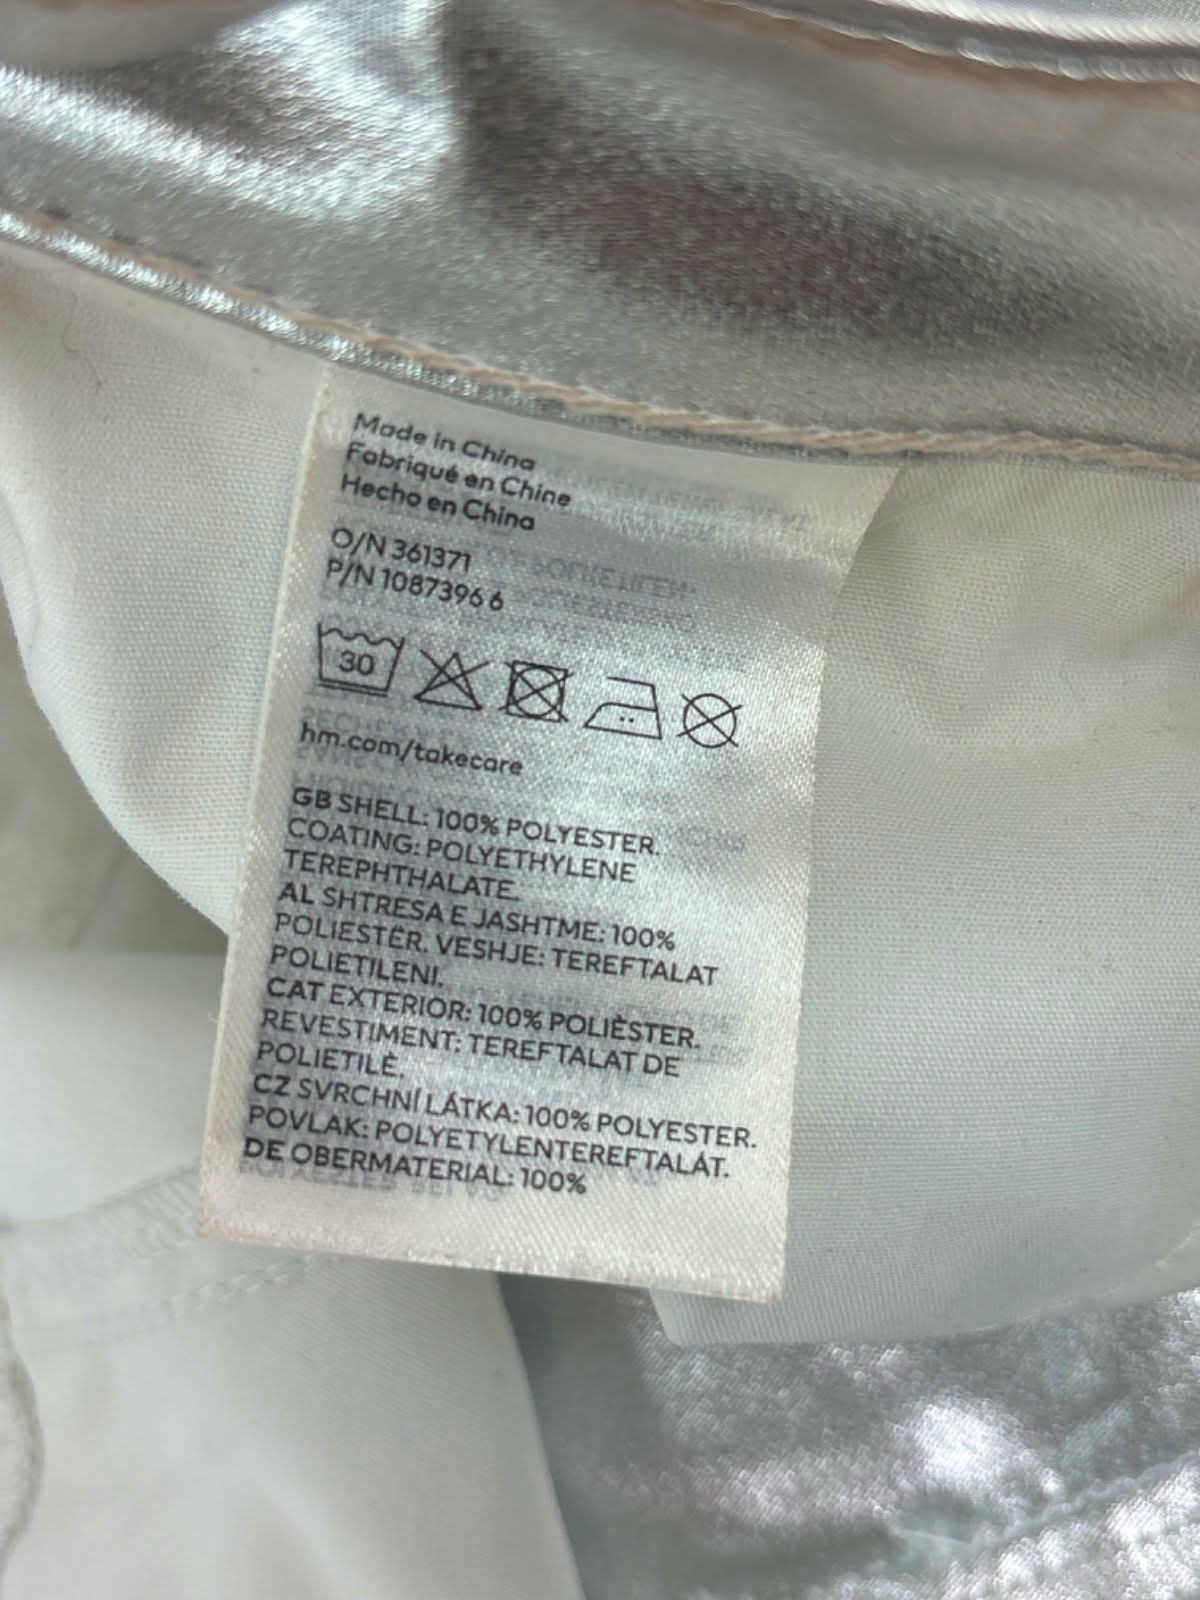 Made in China
Fabriqué en Chine
Hecho en China
O/N 361371
P/N 1087396 6
30
hm.com/takecare
GB SHELL: 100% POLYESTER.
COATING: POLYETHYLENE
TEREPHTHALATE.
AL SHTRESA E JASHTME: 100%
POLIESTËR. VESHJE: TEREFTALAT
POLIETILENI.
CAT EXTERIOR: 100% POLIÈSTER.
REVESTIMENT: TEREFTALAT DE
POLIETILÈ.
CZ SVRCHNÍ LÁTKA: 100% POLYESTER.
POVLAK: POLYETYLENTEREFTALÁT.
DE OBERMATERIAL: 100%